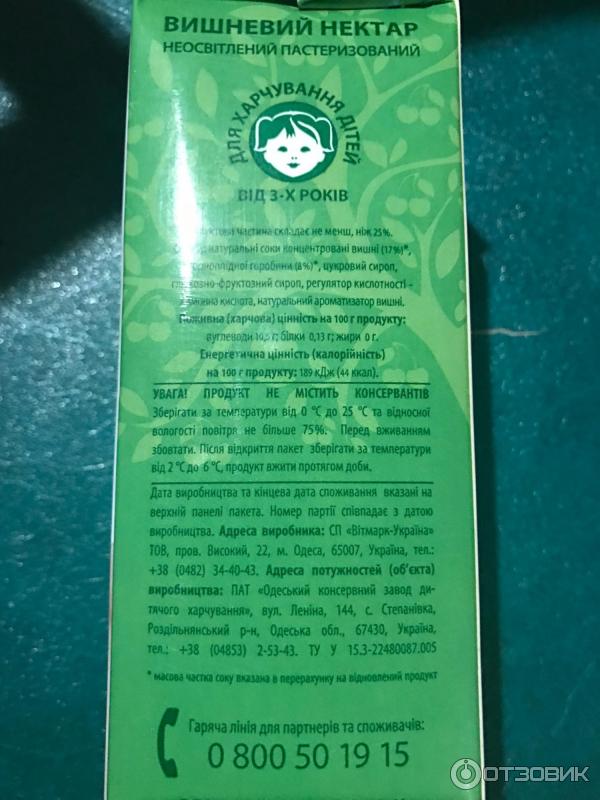 ВИШНЕВИЙ НЕКТАР
НЕОСВІТЛЕНИЙ ПАСТЕРИЗОВАНИЙ
ДЛЯ ХАРЧУВАННЯ ДІТЕЙ
ВІД 3-Х РОКІВ
частина складає не менш, ніж 25%.
натуральні соки концентровані вишні (17%)*,
горобини (8%)*, цукровий сироп,
-фруктозний сироп, регулятор кислотності –
кислота, натуральний ароматизатор вишні.
Поживна (харчова) цінність на 100 г продукту:
вуглеводи 10,5 г; білки 0,13 г; жири 0 г.
Енергетична цінність (калорійність)
на 100 г продукту: 189 кДж (44 ккал).
УВАГА! ПРОДУКТ НЕ МІСТИТЬ КОНСЕРВАНТІВ
Зберігати за температури від 0 °С до 25 °С та відносної
вологості повітря не більше 75%. Перед вживанням
збовтати. Після відкриття пакет зберігати за температури
від 2 °С до 6 °С, продукт вжити протягом доби.
Дата виробництва та кінцева дата споживання вказані на
верхній панелі пакета. Номер партії співпадає з датою
виробництва. Адреса виробника: СП «Вітмарк-Україна»
ТОВ, пров. Високий, 22, м. Одеса, 65007, Україна, тел.:
+38 (0482) 34-40-43. Адреса потужностей (об'єкта)
виробництва: ПАТ «Одеський консервний завод ди-
тячого харчування», вул. Леніна, 144, с. Степанівка,
Роздільнянський р-н, Одеська обл., 67430, Україна,
тел.: +38 (04853) 2-53-43. ТУ У 15.3-22480087.005
* масова частка соку вказана в перерахунку на відновлений продукт
Гаряча лінія для партнерів та споживачів:
0 800 50 19 15
ОТЗОВИК